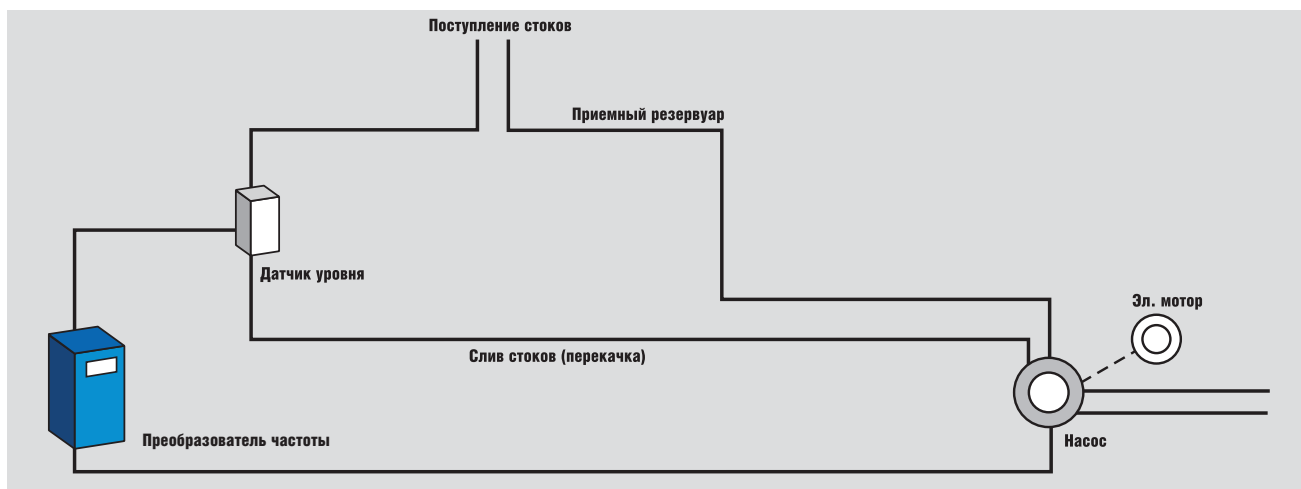 Поступление стоков
Приемный резервуар
Датчик уровня
Эл. мотор
Слив стоков (перекачка)
Преобразователь частоты
Насос